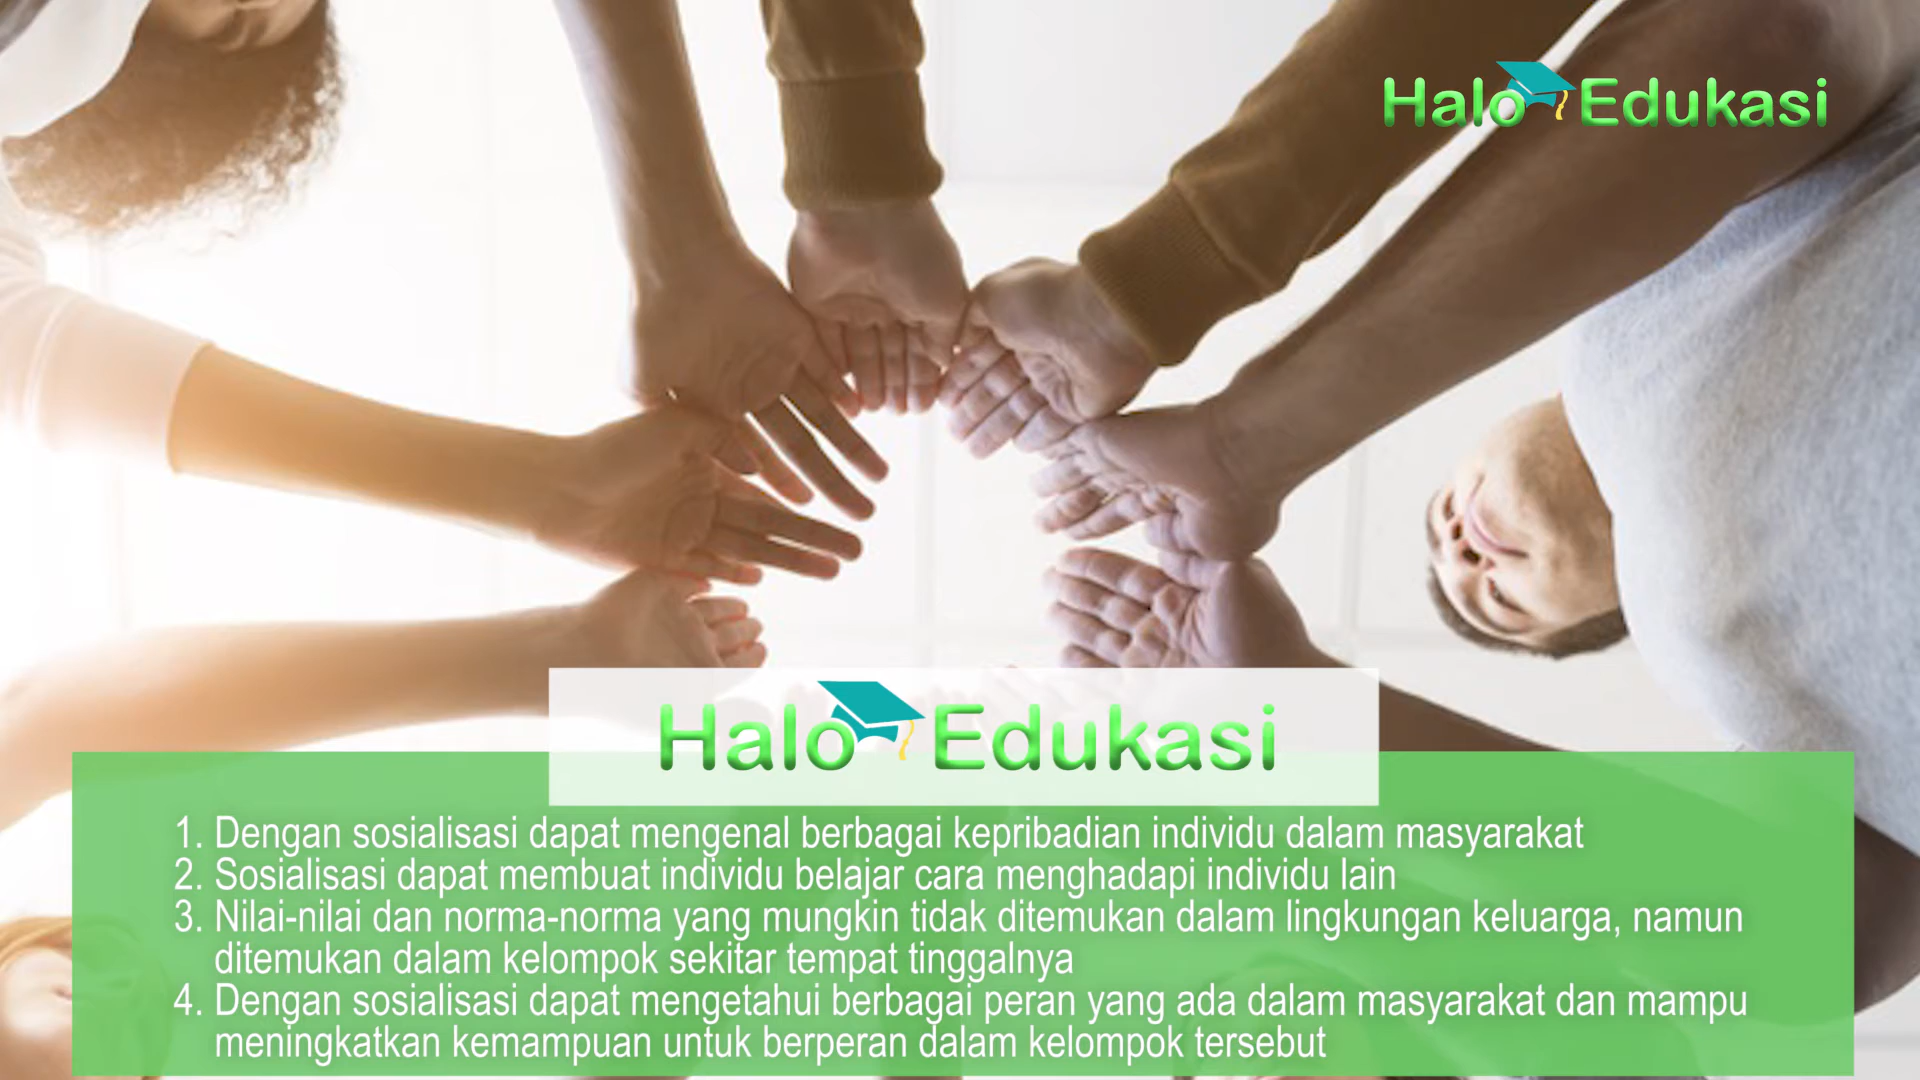 Halo Edukasi
Halo Edukasi
1. Dengan sosialisasi dapat mengenal berbagai kepribadian individu dalam masyarakat
2. Sosialisasi dapat membuat individu belajar cara menghadapi individu lain
3. Nilai-nilai dan norma-norma yang mungkin tidak ditemukan dalam lingkungan keluarga, namun
ditemukan dalam kelompok sekitar tempat tinggalnya
4. Dengan sosialisasi dapat mengetahui berbagai peran yang ada dalam masyarakat dan mampu
meningkatkan kemampuan untuk berperan dalam kelompok tersebut